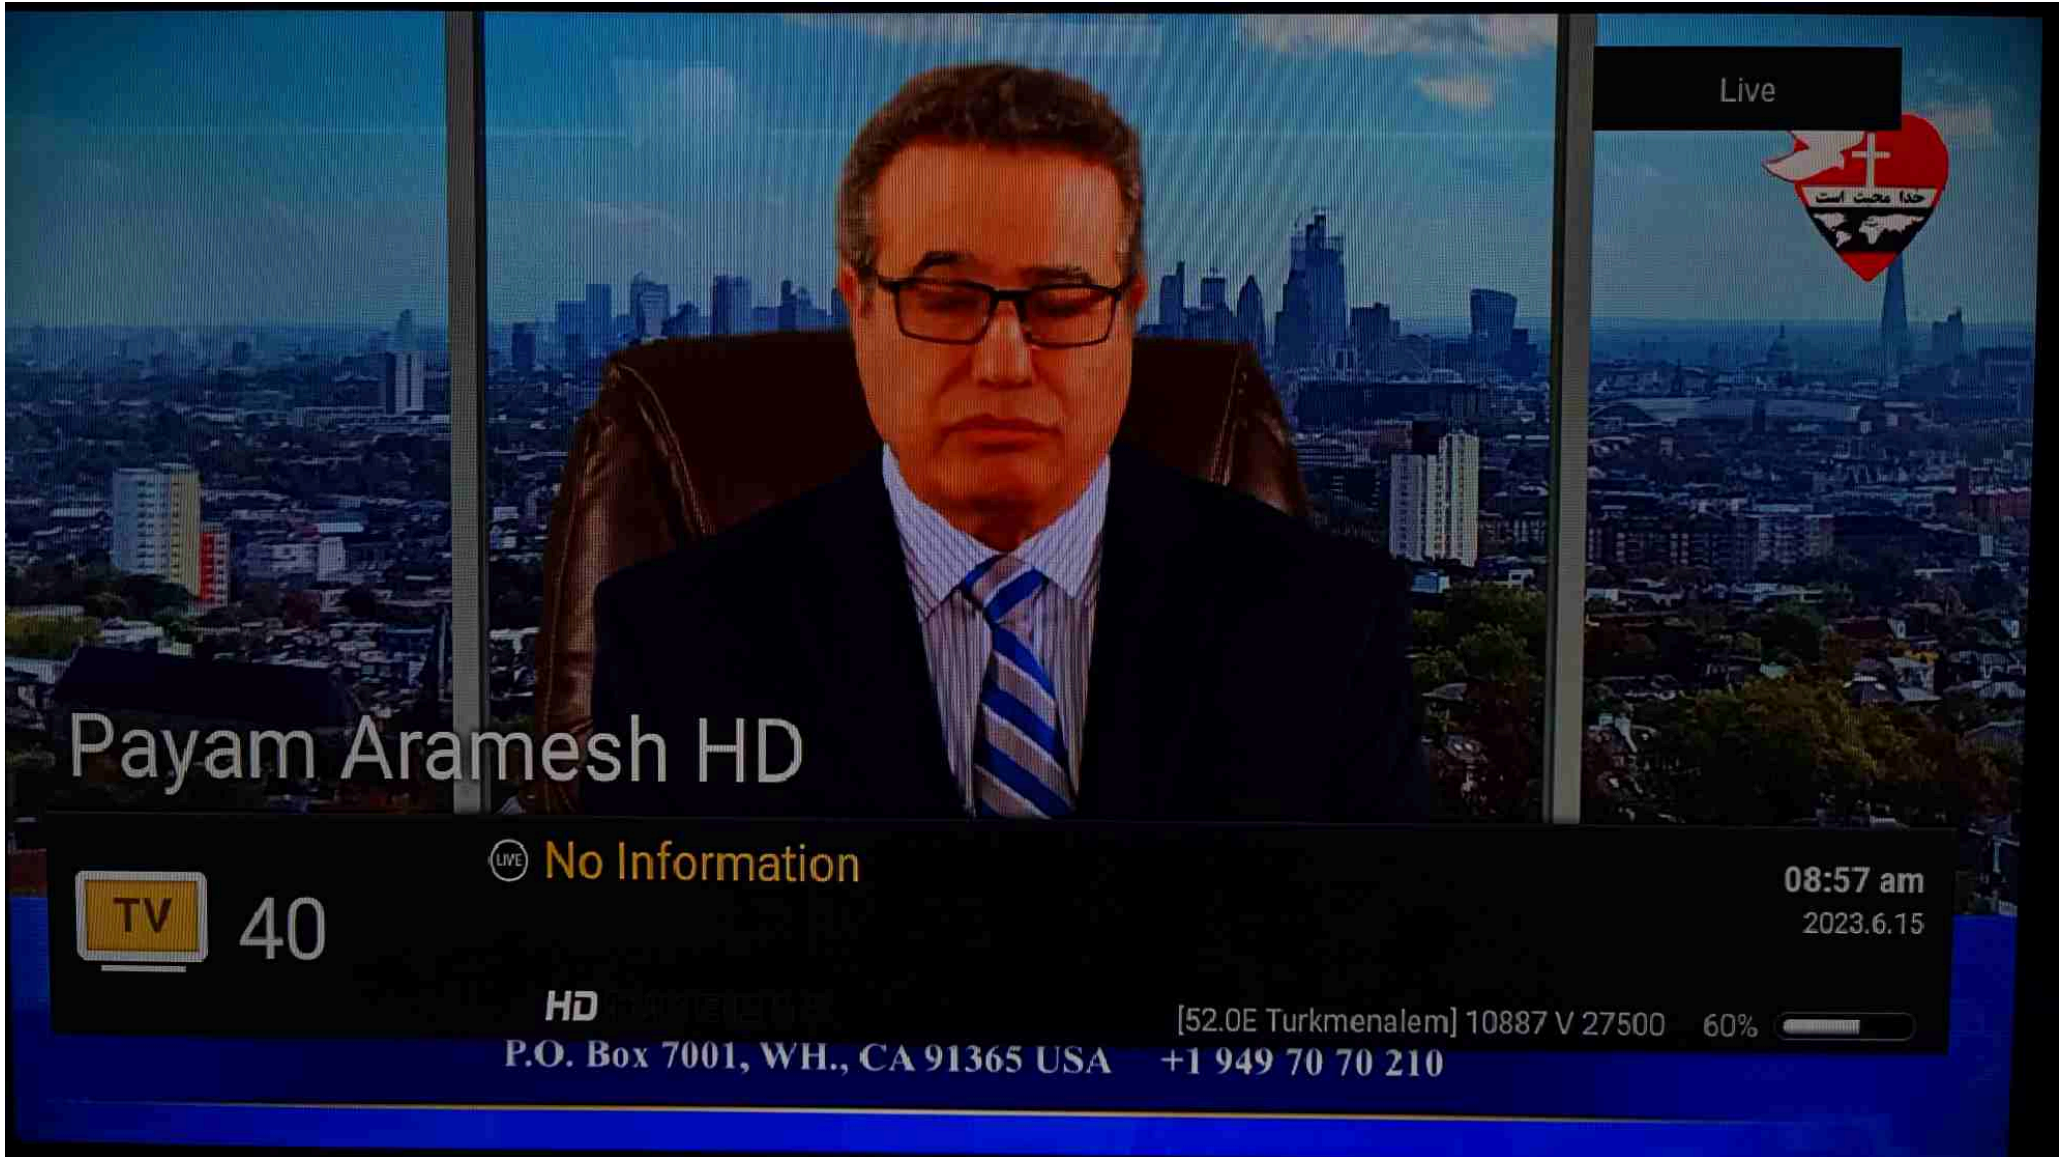 Live
خدا محبت است
Payam Aramesh HD
LIVE No Information
TV 40
08:57 am
2023.6.15
HD
[52.0E Turkmenalem] 10887 V 27500 60%
P.O. Box 7001, WH., CA 91365 USA +1 949 70 70 210